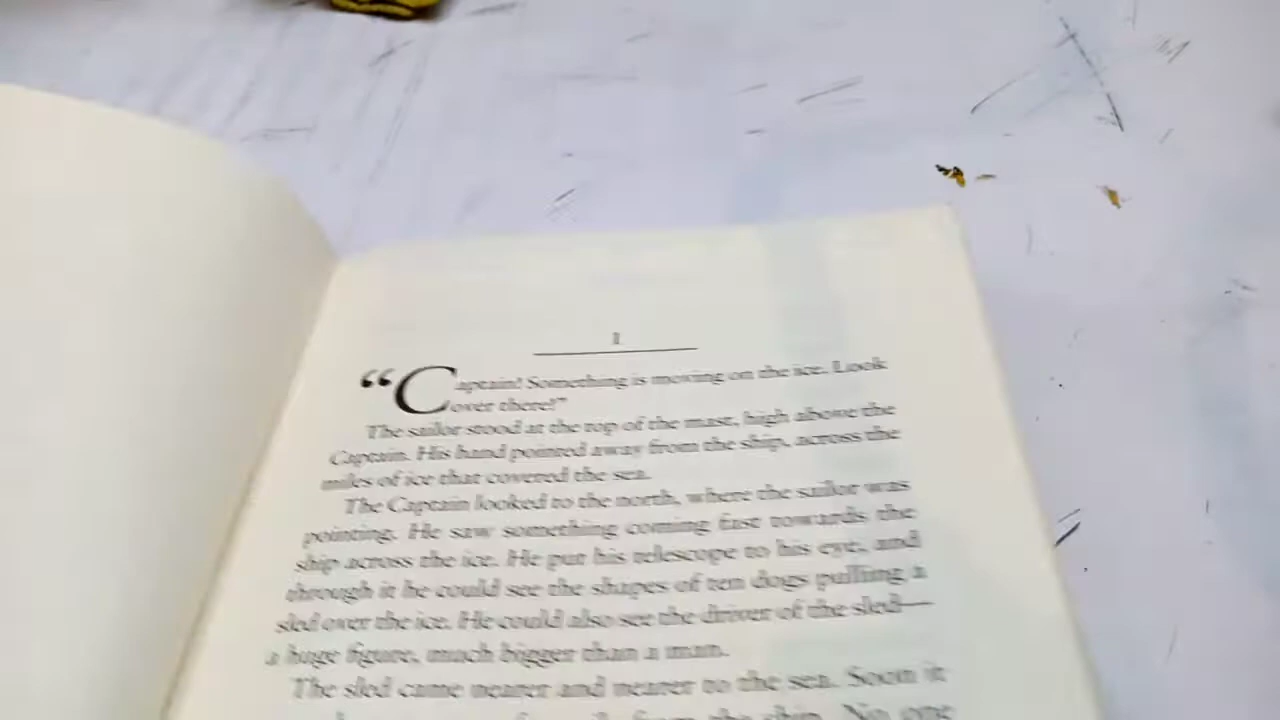 1
“Captain! Something is moving on the ice. Look
over there!”
The sailor stood at the top of the mast, high above the
Captain. His hand pointed away from the ship, across the
miles of ice that covered the sea.
The Captain looked to the north, where the sailor was
pointing. He saw something coming fast towards the
ship across the ice. He put his telescope to his eye, and
through it he could see the shapes of ten dogs pulling a
sled over the ice. He could also see the driver of the sled—
a huge figure, much bigger than a man.
The sled came nearer and nearer to the sea. Soon it
from the ship. No one